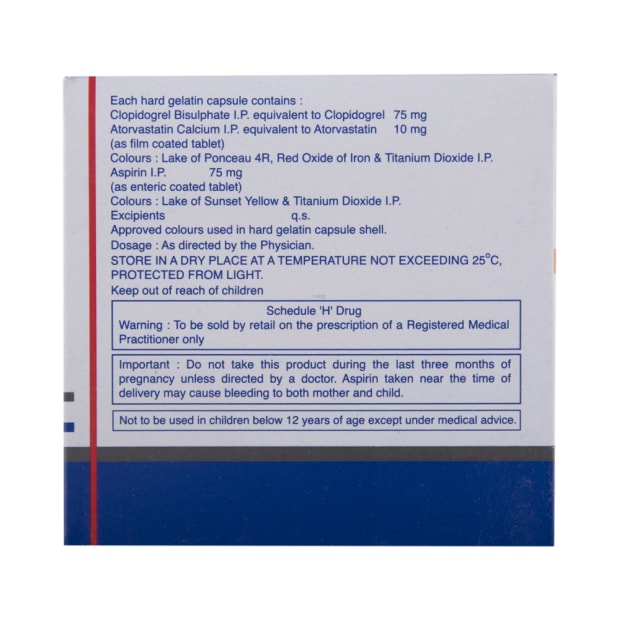 Each hard gelatin capsule contains :
Clopidogrel Bisulphate I.P. equivalent to Clopidogrel 75 mg
Atorvastatin Calcium I.P. equivalent to Atorvastatin 10 mg
(as film coated tablet)
Colours : Lake of Ponceau 4R, Red Oxide of Iron & Titanium Dioxide I.P.
Aspirin I.P. 75 mg
(as enteric coated tablet)
Colours : Lake of Sunset Yellow & Titanium Dioxide I.P.
Excipients q.s.
Approved colours used in hard gelatin capsule shell.
Dosage : As directed by the Physician.
STORE IN A DRY PLACE AT A TEMPERATURE NOT EXCEEDING 25°C,
PROTECTED FROM LIGHT.
Keep out of reach of children
Schedule 'H' Drug
Warning : To be sold by retail on the prescription of a Registered Medical
Practitioner only
Important : Do not take this product during the last three months of
pregnancy unless directed by a doctor. Aspirin taken near the time of
delivery may cause bleeding to both mother and child.
Not to be used in children below 12 years of age except under medical advice.